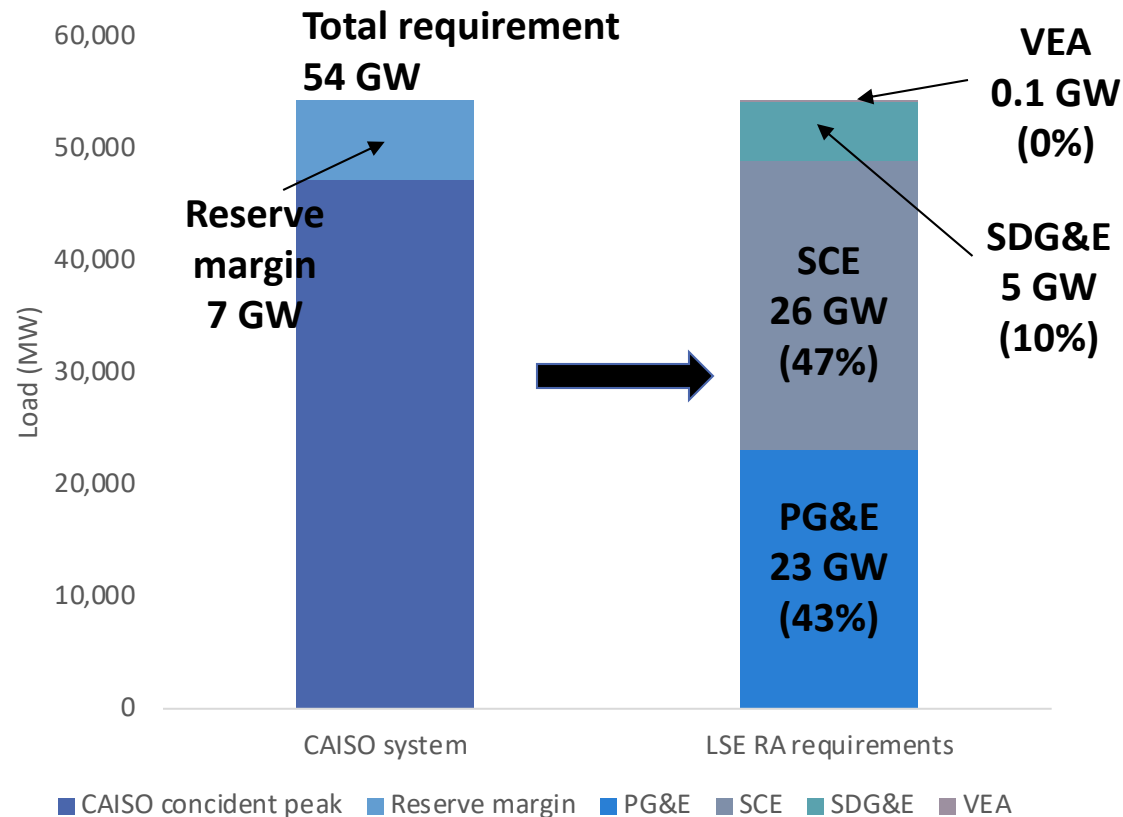 Total requirement
54 GW
Reserve
margin
7 GW
VEA
0.1 GW
(0%)
SDG&E
5 GW
(10%)
SCE
26 GW
(47%)
PG&E
23 GW
(43%)
Load (MW)
60,000
50,000
40,000
30,000
20,000
10,000
0
CAISO system
LSE RA requirements
CAISO concident peak
Reserve margin
PG&E
SCE
SDG&E
VEA